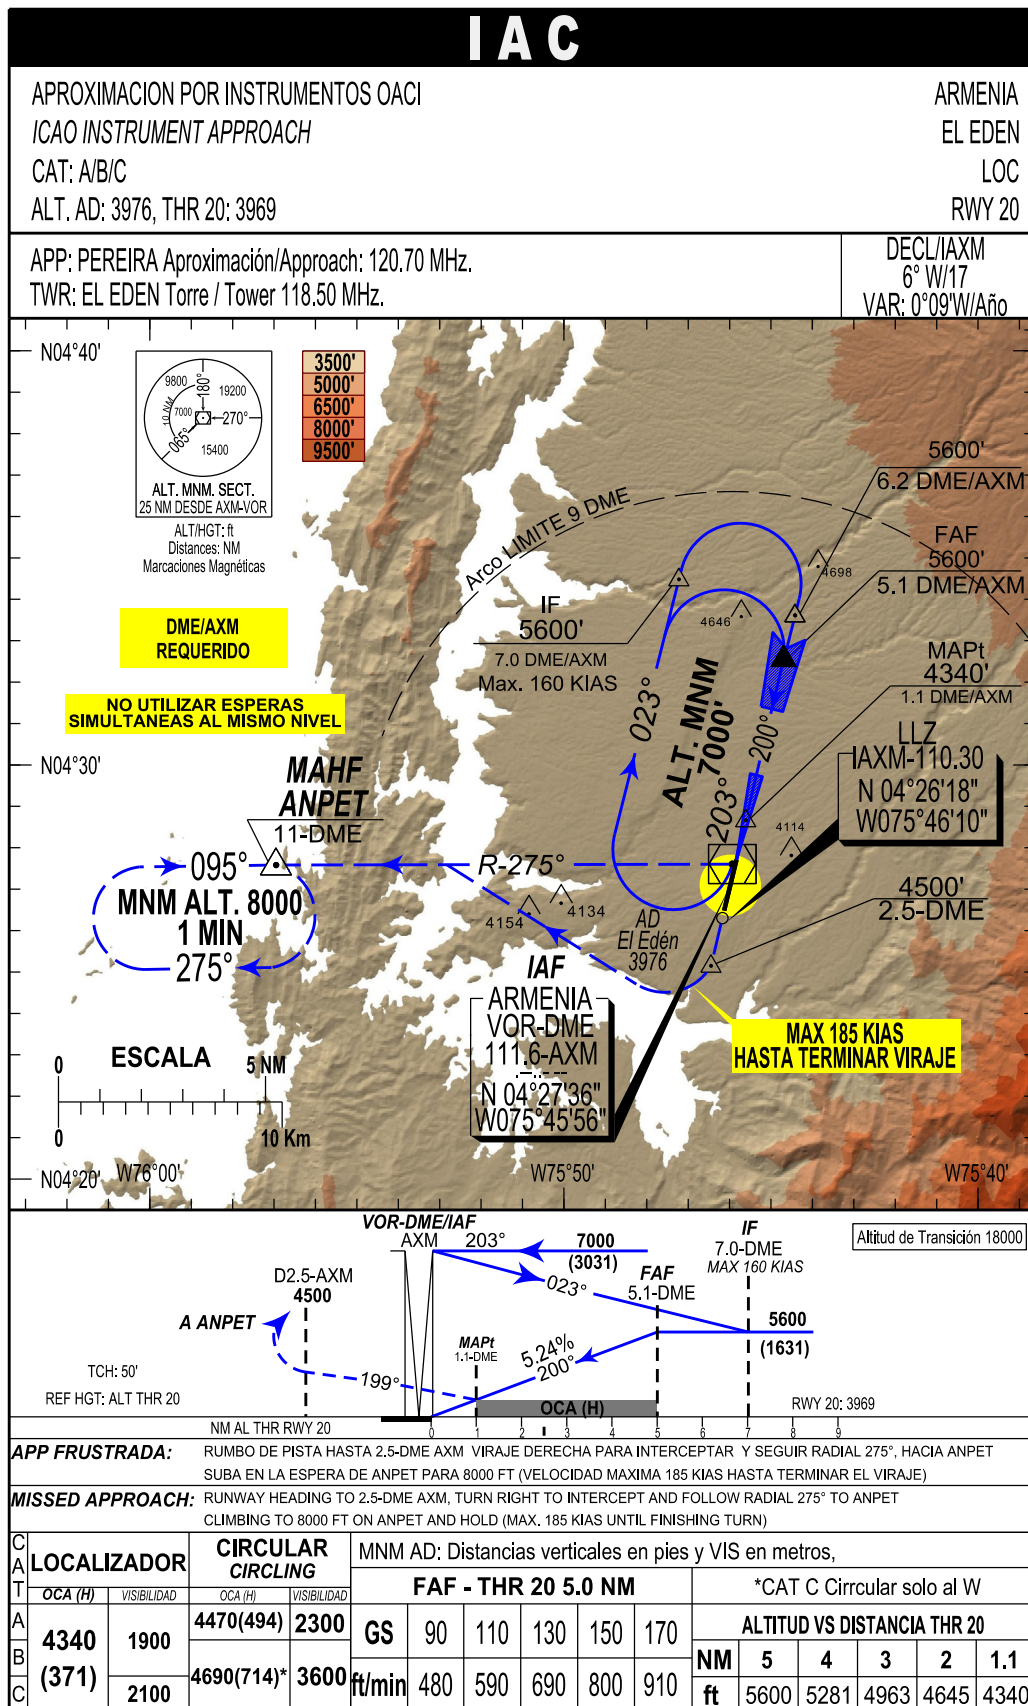 IAC
APROXIMACION POR INSTRUMENTOS OACI
ICAO INSTRUMENT APPROACH
CAT: A/B/C
ALT. AD: 3976, THR 20: 3969
ARMENIA
EL EDEN
LOC
RWY 20
APP: PEREIRA Aproximación/Approach: 120.70 MHz.
TWR: EL EDEN Torre / Tower 118.50 MHz.
DECL/IAXM
6° W/17
VAR: 0°09'W/Año
N04°40'
9800
180°
19200
10 NM
7000
270°
065°
15400
ALT. MNM. SECT.
25 NM DESDE AXM-VOR
ALT/HGT: ft
Distances: NM
Marcaciones Magnéticas
3500'
5000'
6500'
8000'
9500'
5600'
6.2 DME/AXM
Arco LIMITE 9 DME
FAF
5600'
5.1 DME/AXM
4698
4646
IF
5600'
7.0 DME/AXM
Max. 160 KIAS
DME/AXM
REQUERIDO
NO UTILIZAR ESPERAS
SIMULTANEAS AL MISMO NIVEL
MAPt
4340'
1.1 DME/AXM
023°
ALT. MNM
7000'
200°
203°
LLZ
IAXM-110.30
N 04°26'18"
W075°46'10"
N04°30'
MAHF
ANPET
11-DME
4114
095°
R-275°
MNM ALT. 8000
1 MIN
275°
4154
4134
AD
El Edén
3976
4500'
2.5-DME
IAF
ARMENIA
VOR-DME
111.6-AXM
.- -..- --
N 04°27'36"
W075°45'56"
MAX 185 KIAS
HASTA TERMINAR VIRAJE
0
ESCALA
5 NM
0
10 Km
N04°20'
W76°00'
W75°50'
W75°40'
VOR-DME/IAF
AXM
203°
7000
(3031)
IF
7.0-DME
MAX 160 KIAS
Altitud de Transición 18000
D2.5-AXM
4500
023°
FAF
5.1-DME
A ANPET
5600
(1631)
MAPt
1.1-DME
5.24%
200°
TCH: 50'
199°
REF HGT: ALT THR 20
OCA (H)
RWY 20: 3969
NM AL THR RWY 20
0 1 2 3 4 5 6 7 8 9
APP FRUSTRADA: RUMBO DE PISTA HASTA 2.5-DME AXM VIRAJE DERECHA PARA INTERCEPTAR Y SEGUIR RADIAL 275°, HACIA ANPET
SUBA EN LA ESPERA DE ANPET PARA 8000 FT (VELOCIDAD MAXIMA 185 KIAS HASTA TERMINAR EL VIRAJE)
MISSED APPROACH: RUNWAY HEADING TO 2.5-DME AXM, TURN RIGHT TO INTERCEPT AND FOLLOW RADIAL 275° TO ANPET
CLIMBING TO 8000 FT ON ANPET AND HOLD (MAX. 185 KIAS UNTIL FINISHING TURN)
CAT
LOCALIZADOR
CIRCULAR
CIRCLING
MNM AD: Distancias verticales en pies y VIS en metros,
OCA (H) VISIBILIDAD OCA (H) VISIBILIDAD
FAF - THR 20 5.0 NM
*CAT C Cirrcular solo al W
A
B
C
4340
(371)
1900
2100
4470(494) 2300
4690(714)* 3600
GS 90 110 130 150 170
ft/min 480 590 690 800 910
ALTITUD VS DISTANCIA THR 20
NM 5 4 3 2 1.1
ft 5600 5281 4963 4645 4340